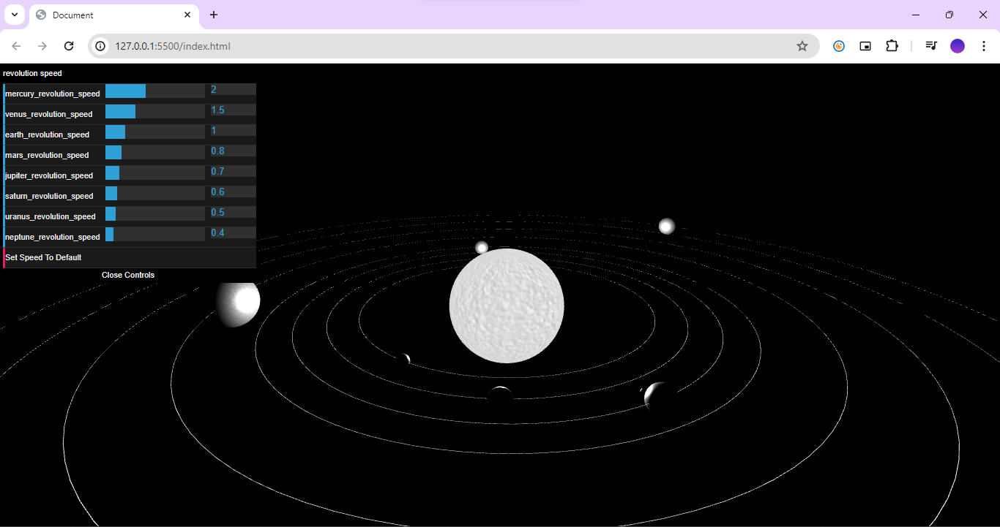 Document
127.0.0.1:5500/index.html
revolution speed
mercury_revolution_speed 2
venus_revolution_speed 1.5
earth_revolution_speed 1
mars_revolution_speed 0.8
jupiter_revolution_speed 0.7
saturn_revolution_speed 0.6
uranus_revolution_speed 0.5
neptune_revolution_speed 0.4
Set Speed To Default
Close Controls